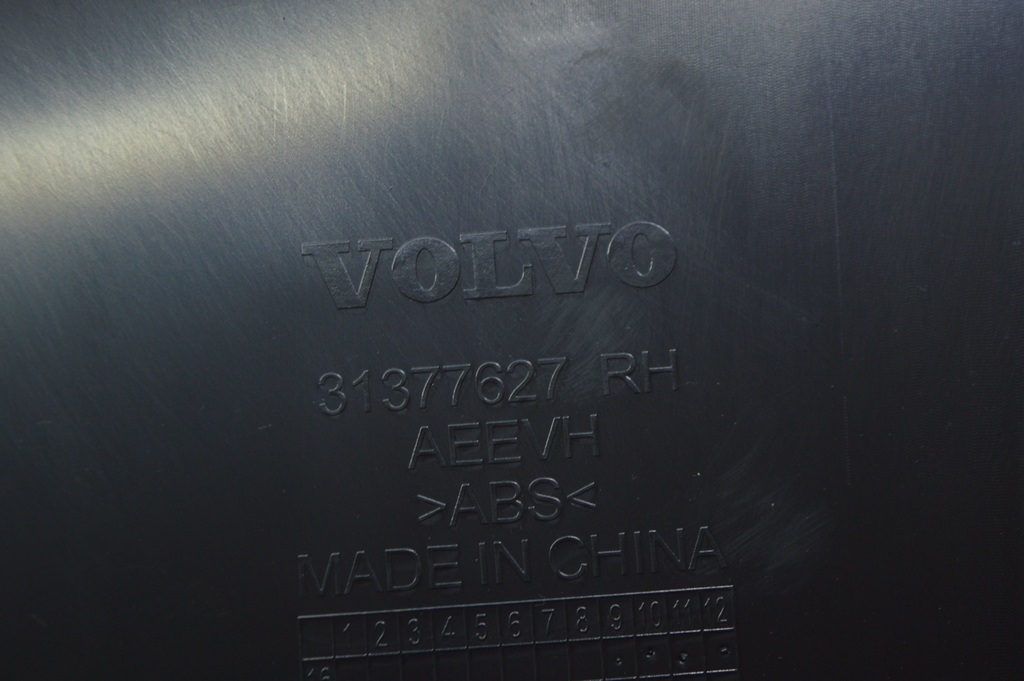 VOLVO
31377627 RH
AEEVH
>ABS<
MADE IN CHINA
1 2 3 4 5 6 7 8 9 10 11 12
16